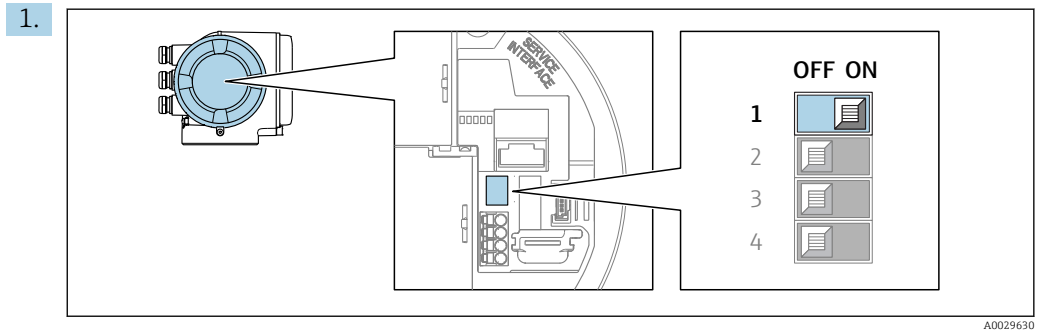 1.
SERVICE
INTERFACE
OFF ON
1
2
3
4
A0029630